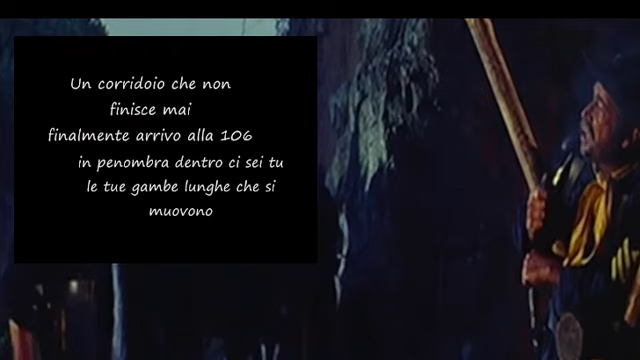 Un corridoio che non
finisce mai
finalmente arrivo alla 106
in penombra dentro ci sei tu
le tue gambe lunghe che si
muovono